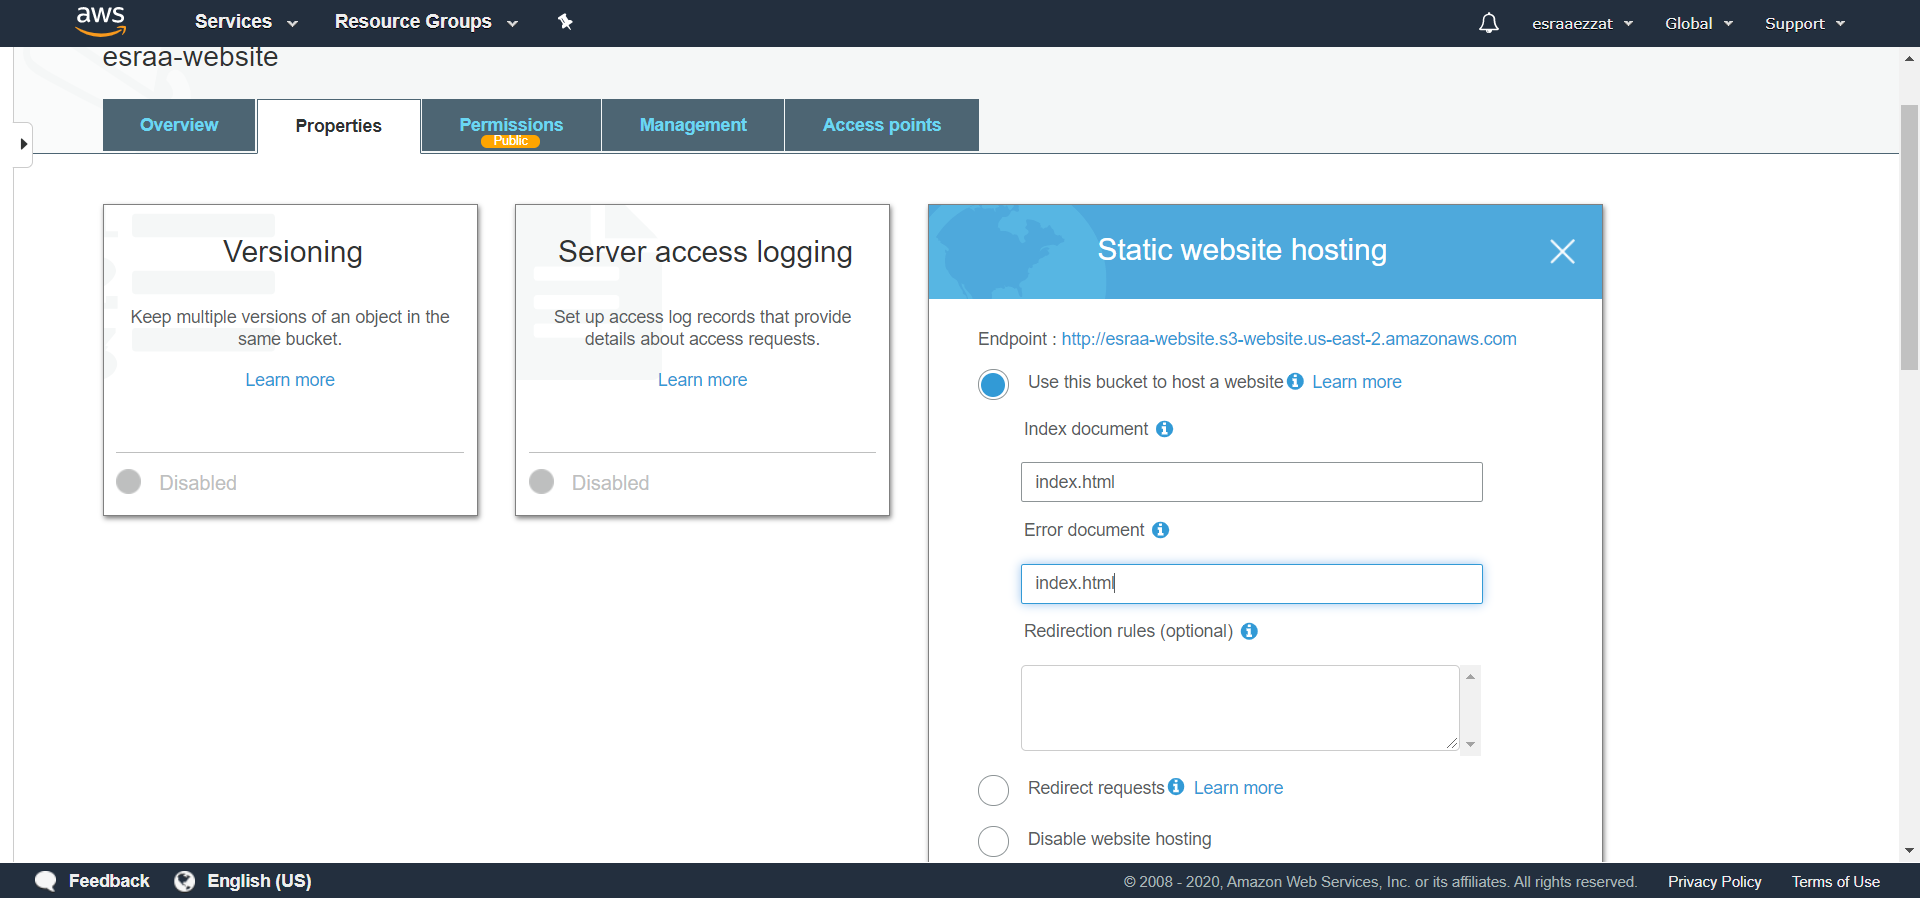 aws Services Resource Groups esraaezzat Global Support
esraa-website
Overview Properties Permissions Management Access points
Public
Versioning
Keep multiple versions of an object in the
same bucket.
Learn more
Disabled
Server access logging
Set up access log records that provide
details about access requests.
Learn more
Disabled
Static website hosting
Endpoint : http://esraa-website.s3-website.us-east-2.amazonaws.com
Use this bucket to host a website Learn more
Index document
index.html
Error document
index.html
Redirection rules (optional)
Redirect requests Learn more
Disable website hosting
Feedback English (US) © 2008 - 2020, Amazon Web Services, Inc. or its affiliates. All rights reserved. Privacy Policy Terms of Use